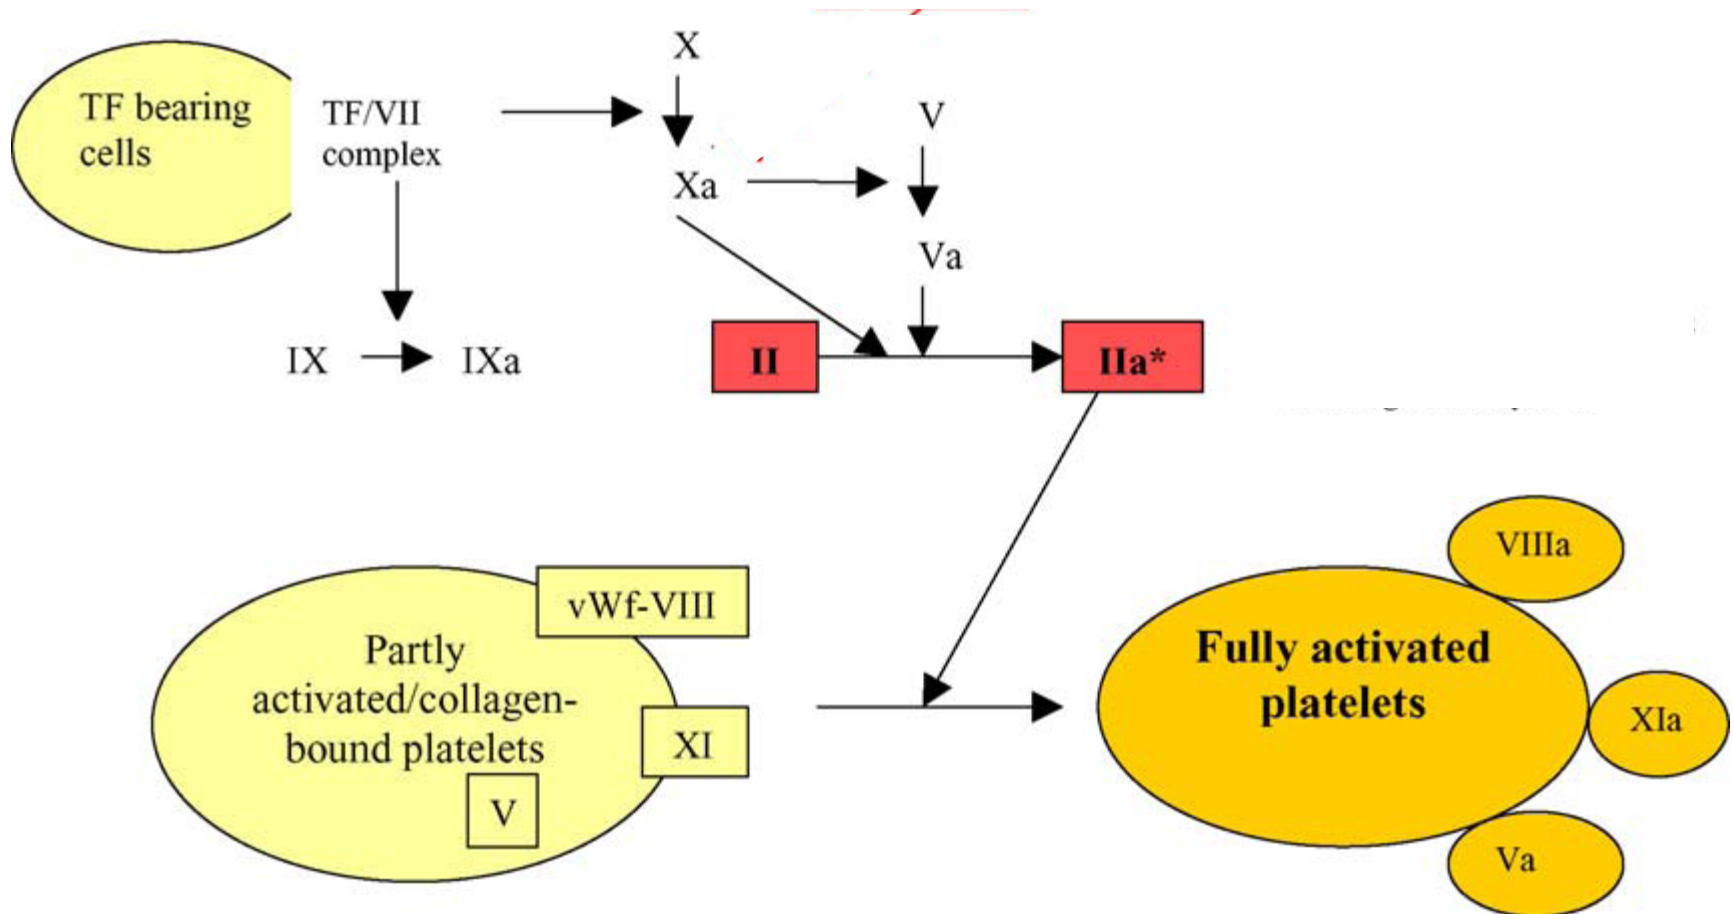 X
TF bearing
cells
TF/VII
complex
V
Xa
Va
IX
IXa
II
IIa*
vWf-VIII
Partly
activated/collagen-
bound platelets
XI
V
VIIIa
Fully activated
platelets
XIa
Va